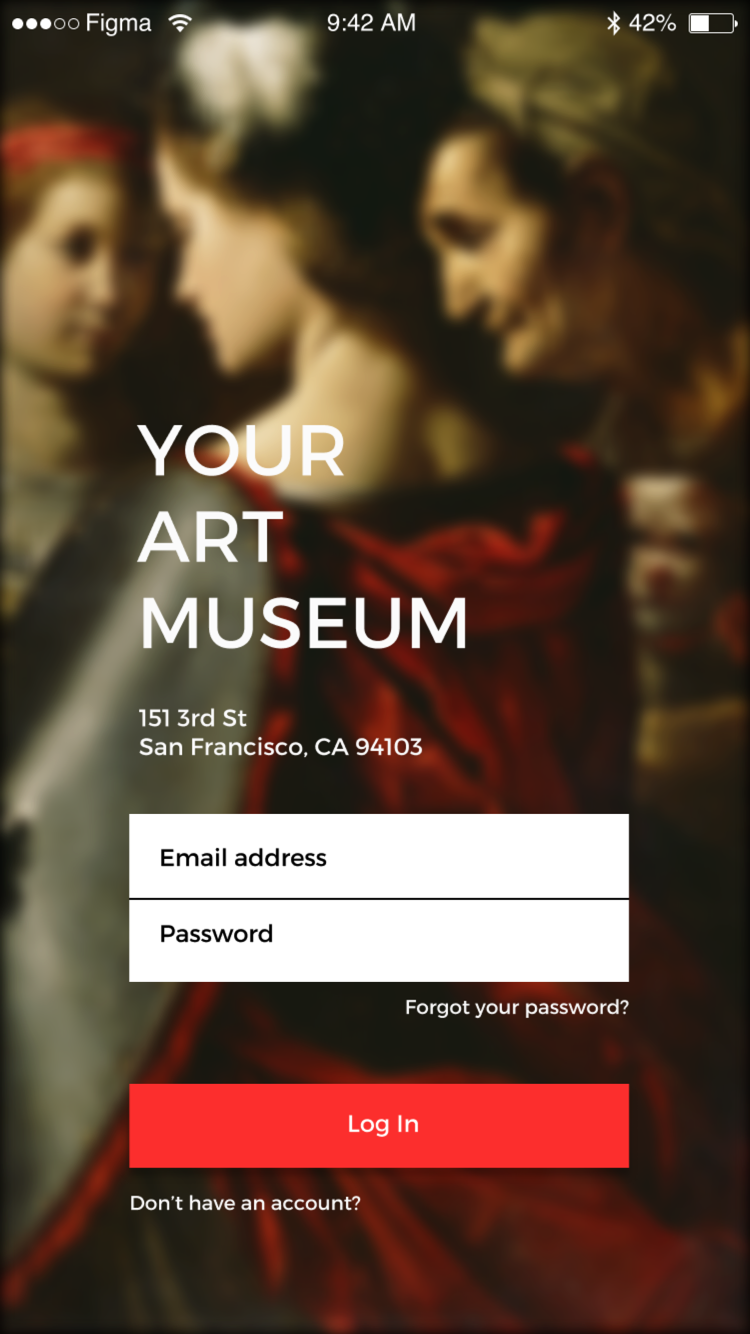 Figma 9:42 AM 42%
YOUR
ART
MUSEUM
151 3rd St
San Francisco, CA 94103
Email address
Password
Forgot your password?
Log In
Don't have an account?